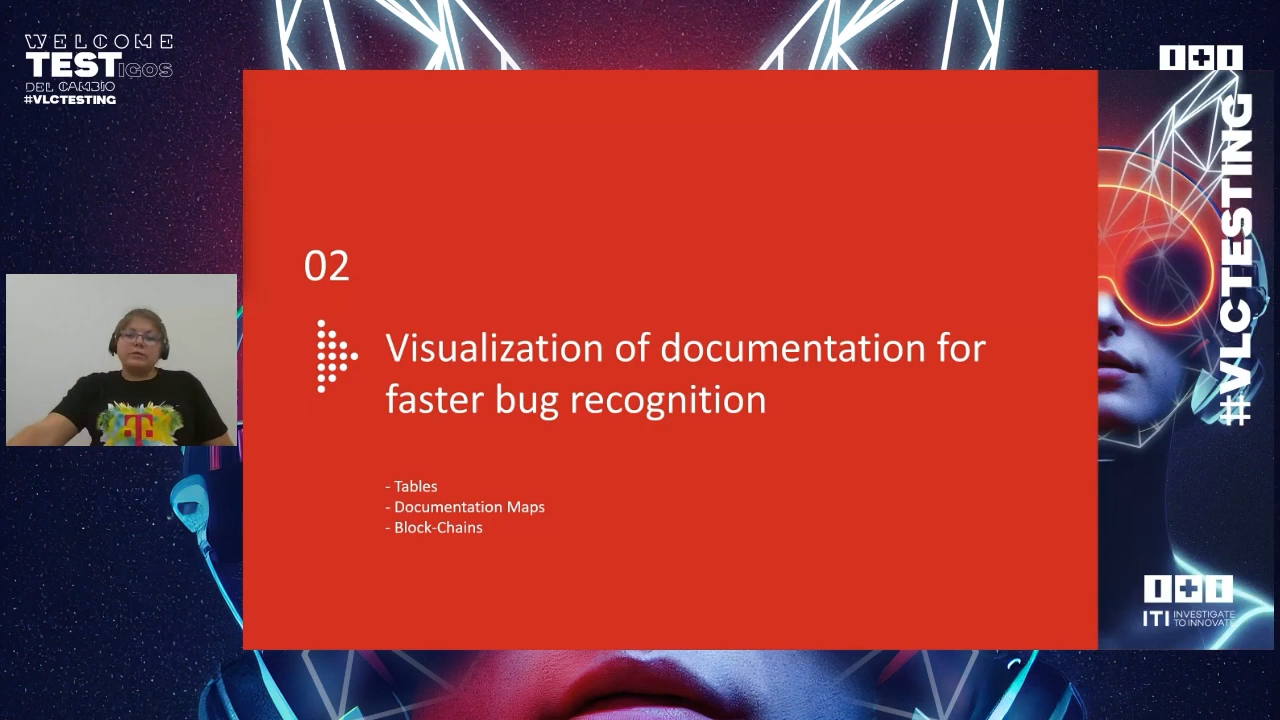 WELCOME
TESTIGOS
DEL CAMBIO
#VLCTESTING
02
Visualization of documentation for
faster bug recognition
- Tables
- Documentation Maps
- Block-Chains
T
#VLCTESTING
ITI INVESTIGATE
TO INNOVATE